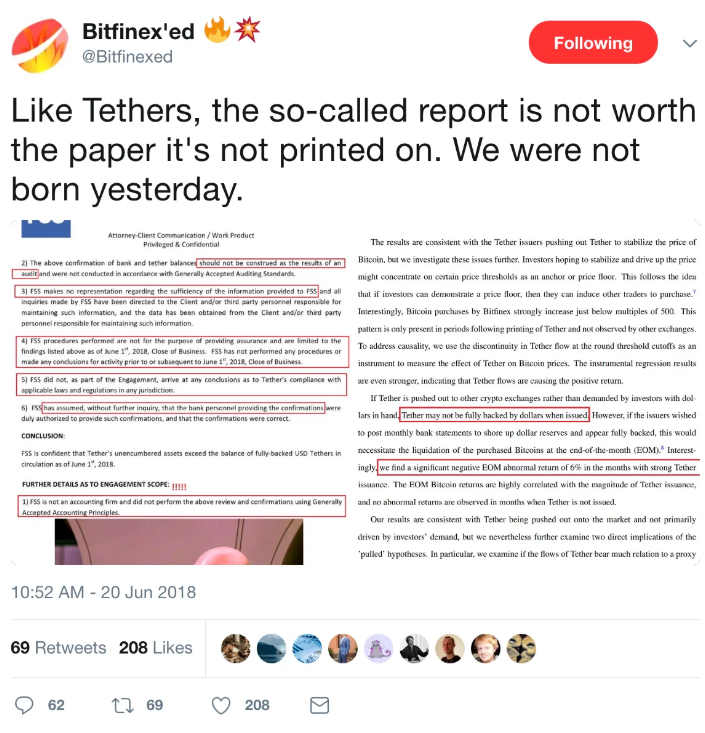 Bitfinex'ed 🔥💥
@Bitfinexed
Following
Like Tethers, the so-called report is not worth
the paper it's not printed on. We were not
born yesterday.
Attorney-Client Communication / Work Product
Privileged & Confidential
2) The above confirmation of bank and tether balances should not be construed as the results of an
audit and were not conducted in accordance with Generally Accepted Auditing Standards.
3) FSS makes no representation regarding the sufficiency of the information provided to FSS and all
inquiries made by FSS have been directed to the Client and/or third party personnel responsible for
maintaining such information, and the data has been obtained from the Client and/or third party
personnel responsible for maintaining such information.
4) FSS procedures performed are not for the purpose of providing assurance and are limited to the
findings listed above as of June 1st, 2018, Close of Business. FSS has not performed any procedures or
made any conclusions for activity prior to or subsequent to June 1st, 2018, Close of Business.
5) FSS did not, as part of the Engagement, arrive at any conclusions as to Tether's compliance with
applicable laws and regulations in any jurisdiction.
6) FSS has assumed, without further inquiry, that the bank personnel providing the confirmations were
duly authorized to provide such confirmations, and that the confirmations were correct.
CONCLUSION:
FSS is confident that Tether's unencumbered assets exceed the balance of fully-backed USD Tethers in
circulation as of June 1st, 2018.
FURTHER DETAILS AS TO ENGAGEMENT SCOPE: !!!!!
1) FSS is not an accounting firm and did not perform the above review and confirmations using Generally
Accepted Accounting Principles.
The results are consistent with the Tether issuers pushing out Tether to stabilize the price of
Bitcoin, but we investigate these issues further. Investors hoping to stabilize and drive up the price
might concentrate on certain price thresholds as an anchor or price floor. This follows the idea
that if investors can demonstrate a price floor, then they can induce other traders to purchase.7
Interestingly, Bitcoin purchases by Bitfinex strongly increase just below multiples of 500. This
pattern is only present in periods following printing of Tether and not observed by other exchanges.
To address causality, we use the discontinuity in Tether flow at the round threshold cutoffs as an
instrument to measure the effect of Tether on Bitcoin prices. The instrumental regression results
are even stronger, indicating that Tether flows are causing the positive return.
If Tether is pushed out to other crypto exchanges rather than demanded by investors with dol-
lars in hand, Tether may not be fully backed by dollars when issued. However, if the issuers wished
to post monthly bank statements to shore up dollar reserves and appear fully backed, this would
necessitate the liquidation of the purchased Bitcoins at the end-of-the-month (EOM).8 Interest-
ingly, we find a significant negative EOM abnormal return of 6% in the months with strong Tether
issuance. The EOM Bitcoin returns are highly correlated with the magnitude of Tether issuance,
and no abnormal returns are observed in months when Tether is not issued.
Our results are consistent with Tether being pushed out onto the market and not primarily
driven by investors' demand, but we nevertheless further examine two direct implications of the
'pulled' hypotheses. In particular, we examine if the flows of Tether bear much relation to a proxy
10:52 AM - 20 Jun 2018
69 Retweets 208 Likes
62 69 208